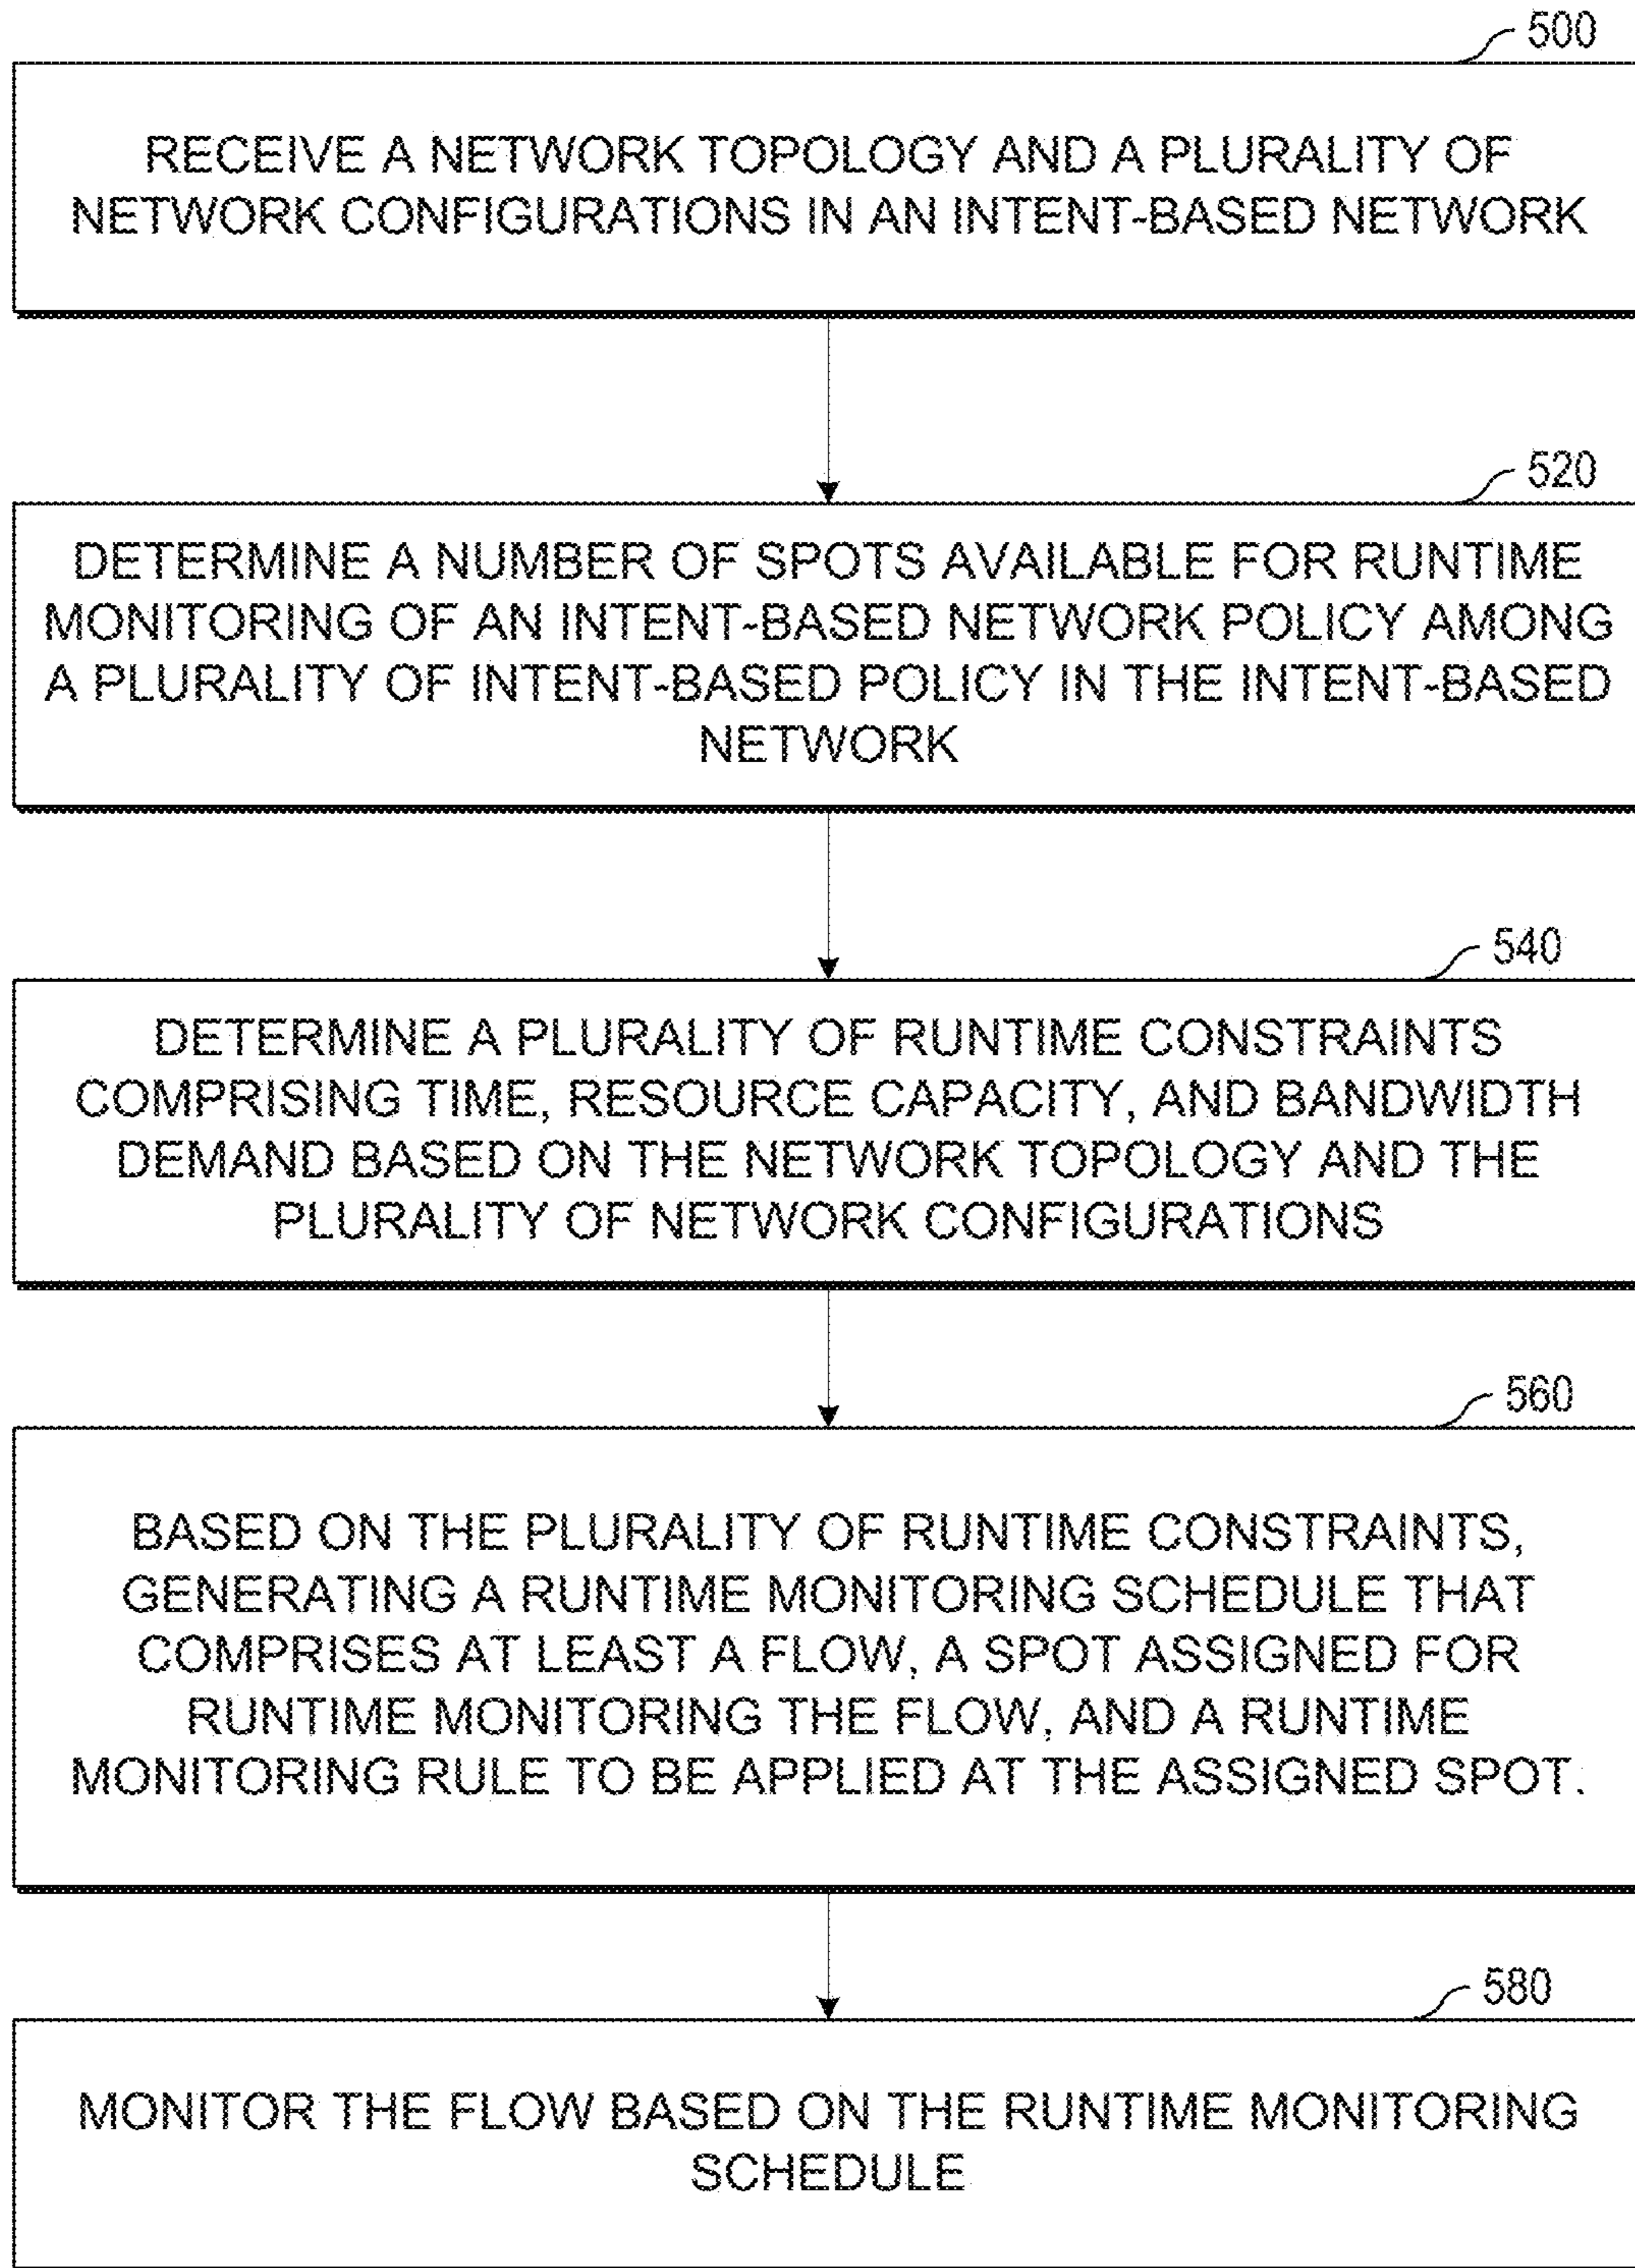 500
RECEIVE A NETWORK TOPOLOGY AND A PLURALITY OF
NETWORK CONFIGURATIONS IN AN INTENT-BASED NETWORK
520
DETERMINE A NUMBER OF SPOTS AVAILABLE FOR RUNTIME
MONITORING OF AN INTENT-BASED NETWORK POLICY AMONG
A PLURALITY OF INTENT-BASED POLICY IN THE INTENT-BASED
NETWORK
540
DETERMINE A PLURALITY OF RUNTIME CONSTRAINTS
COMPRISING TIME, RESOURCE CAPACITY, AND BANDWIDTH
DEMAND BASED ON THE NETWORK TOPOLOGY AND THE
PLURALITY OF NETWORK CONFIGURATIONS
560
BASED ON THE PLURALITY OF RUNTIME CONSTRAINTS,
GENERATING A RUNTIME MONITORING SCHEDULE THAT
COMPRISES AT LEAST A FLOW, A SPOT ASSIGNED FOR
RUNTIME MONITORING THE FLOW, AND A RUNTIME
MONITORING RULE TO BE APPLIED AT THE ASSIGNED SPOT.
580
MONITOR THE FLOW BASED ON THE RUNTIME MONITORING
SCHEDULE